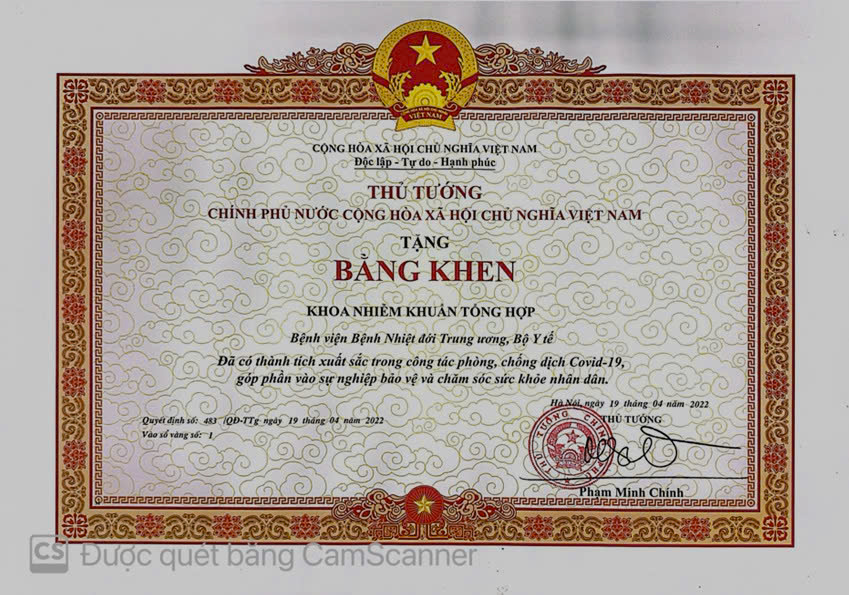 VIỆT NAM
CỘNG HÒA XÃ HỘI CHỦ NGHĨA VIỆT NAM
Độc lập - Tự do - Hạnh phúc
THỦ TƯỚNG
CHÍNH PHỦ NƯỚC CỘNG HÒA XÃ HỘI CHỦ NGHĨA VIỆT NAM
TẶNG
BẰNG KHEN
KHOA NHIỄM KHUẨN TỔNG HỢP
Bệnh viện Bệnh Nhiệt đới Trung ương, Bộ Y tế
Đã có thành tích xuất sắc trong công tác phòng, chống dịch Covid-19,
góp phần vào sự nghiệp bảo vệ và chăm sóc sức khỏe nhân dân.
Hà Nội, ngày 19 tháng 04 năm 2022
Quyết định số: 483 /QĐ-TTg ngày 19 tháng 04 năm 2022
THỦ TƯỚNG
Vào sổ vàng số: 1
THỦ TƯỚNG CHÍNH
Phạm Minh Chính
CS Được quét bằng CamScanner